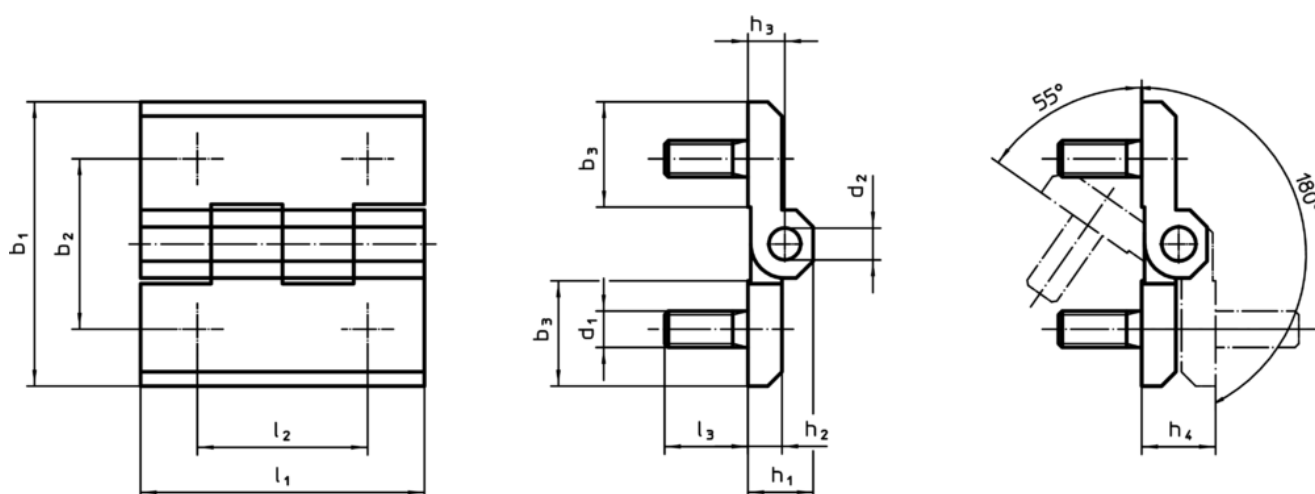 b₁
b₂
l₂
l₁
h₃
b₃
d₂
b₃
d₁
l₃
h₂
h₁
55°
180°
h₄